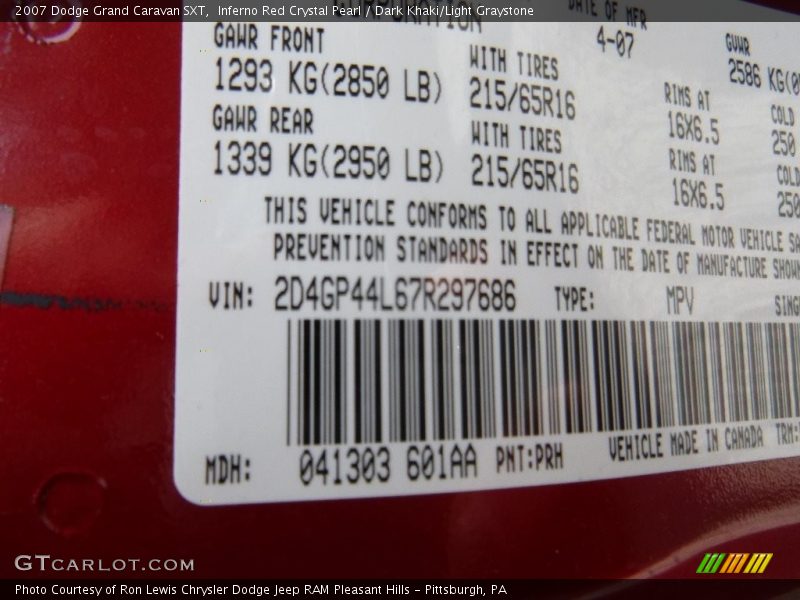 2007 Dodge Grand Caravan SXT, Inferno Red Crystal Pearl / Dark Khaki/Light Graystone
CORPORATION DATE OF MFR
4-07 GVWR
GAWR FRONT WITH TIRES 2586 KG
1293 KG(2850 LB) 215/65R16 RIMS AT COLD
16X6.5 250
GAWR REAR WITH TIRES RIMS AT COLD
1339 KG(2950 LB) 215/65R16 16X6.5 250
THIS VEHICLE CONFORMS TO ALL APPLICABLE FEDERAL MOTOR VEHICLE
PREVENTION STANDARDS IN EFFECT ON THE DATE OF MANUFACTURE
VIN: 2D4GP44L67R297686 TYPE: MPV
MDH: 041303 601AA PNT:PRH VEHICLE MADE IN CANADA TRM:
GTCARLOT.COM
Photo Courtesy of Ron Lewis Chrysler Dodge Jeep RAM Pleasant Hills - Pittsburgh, PA